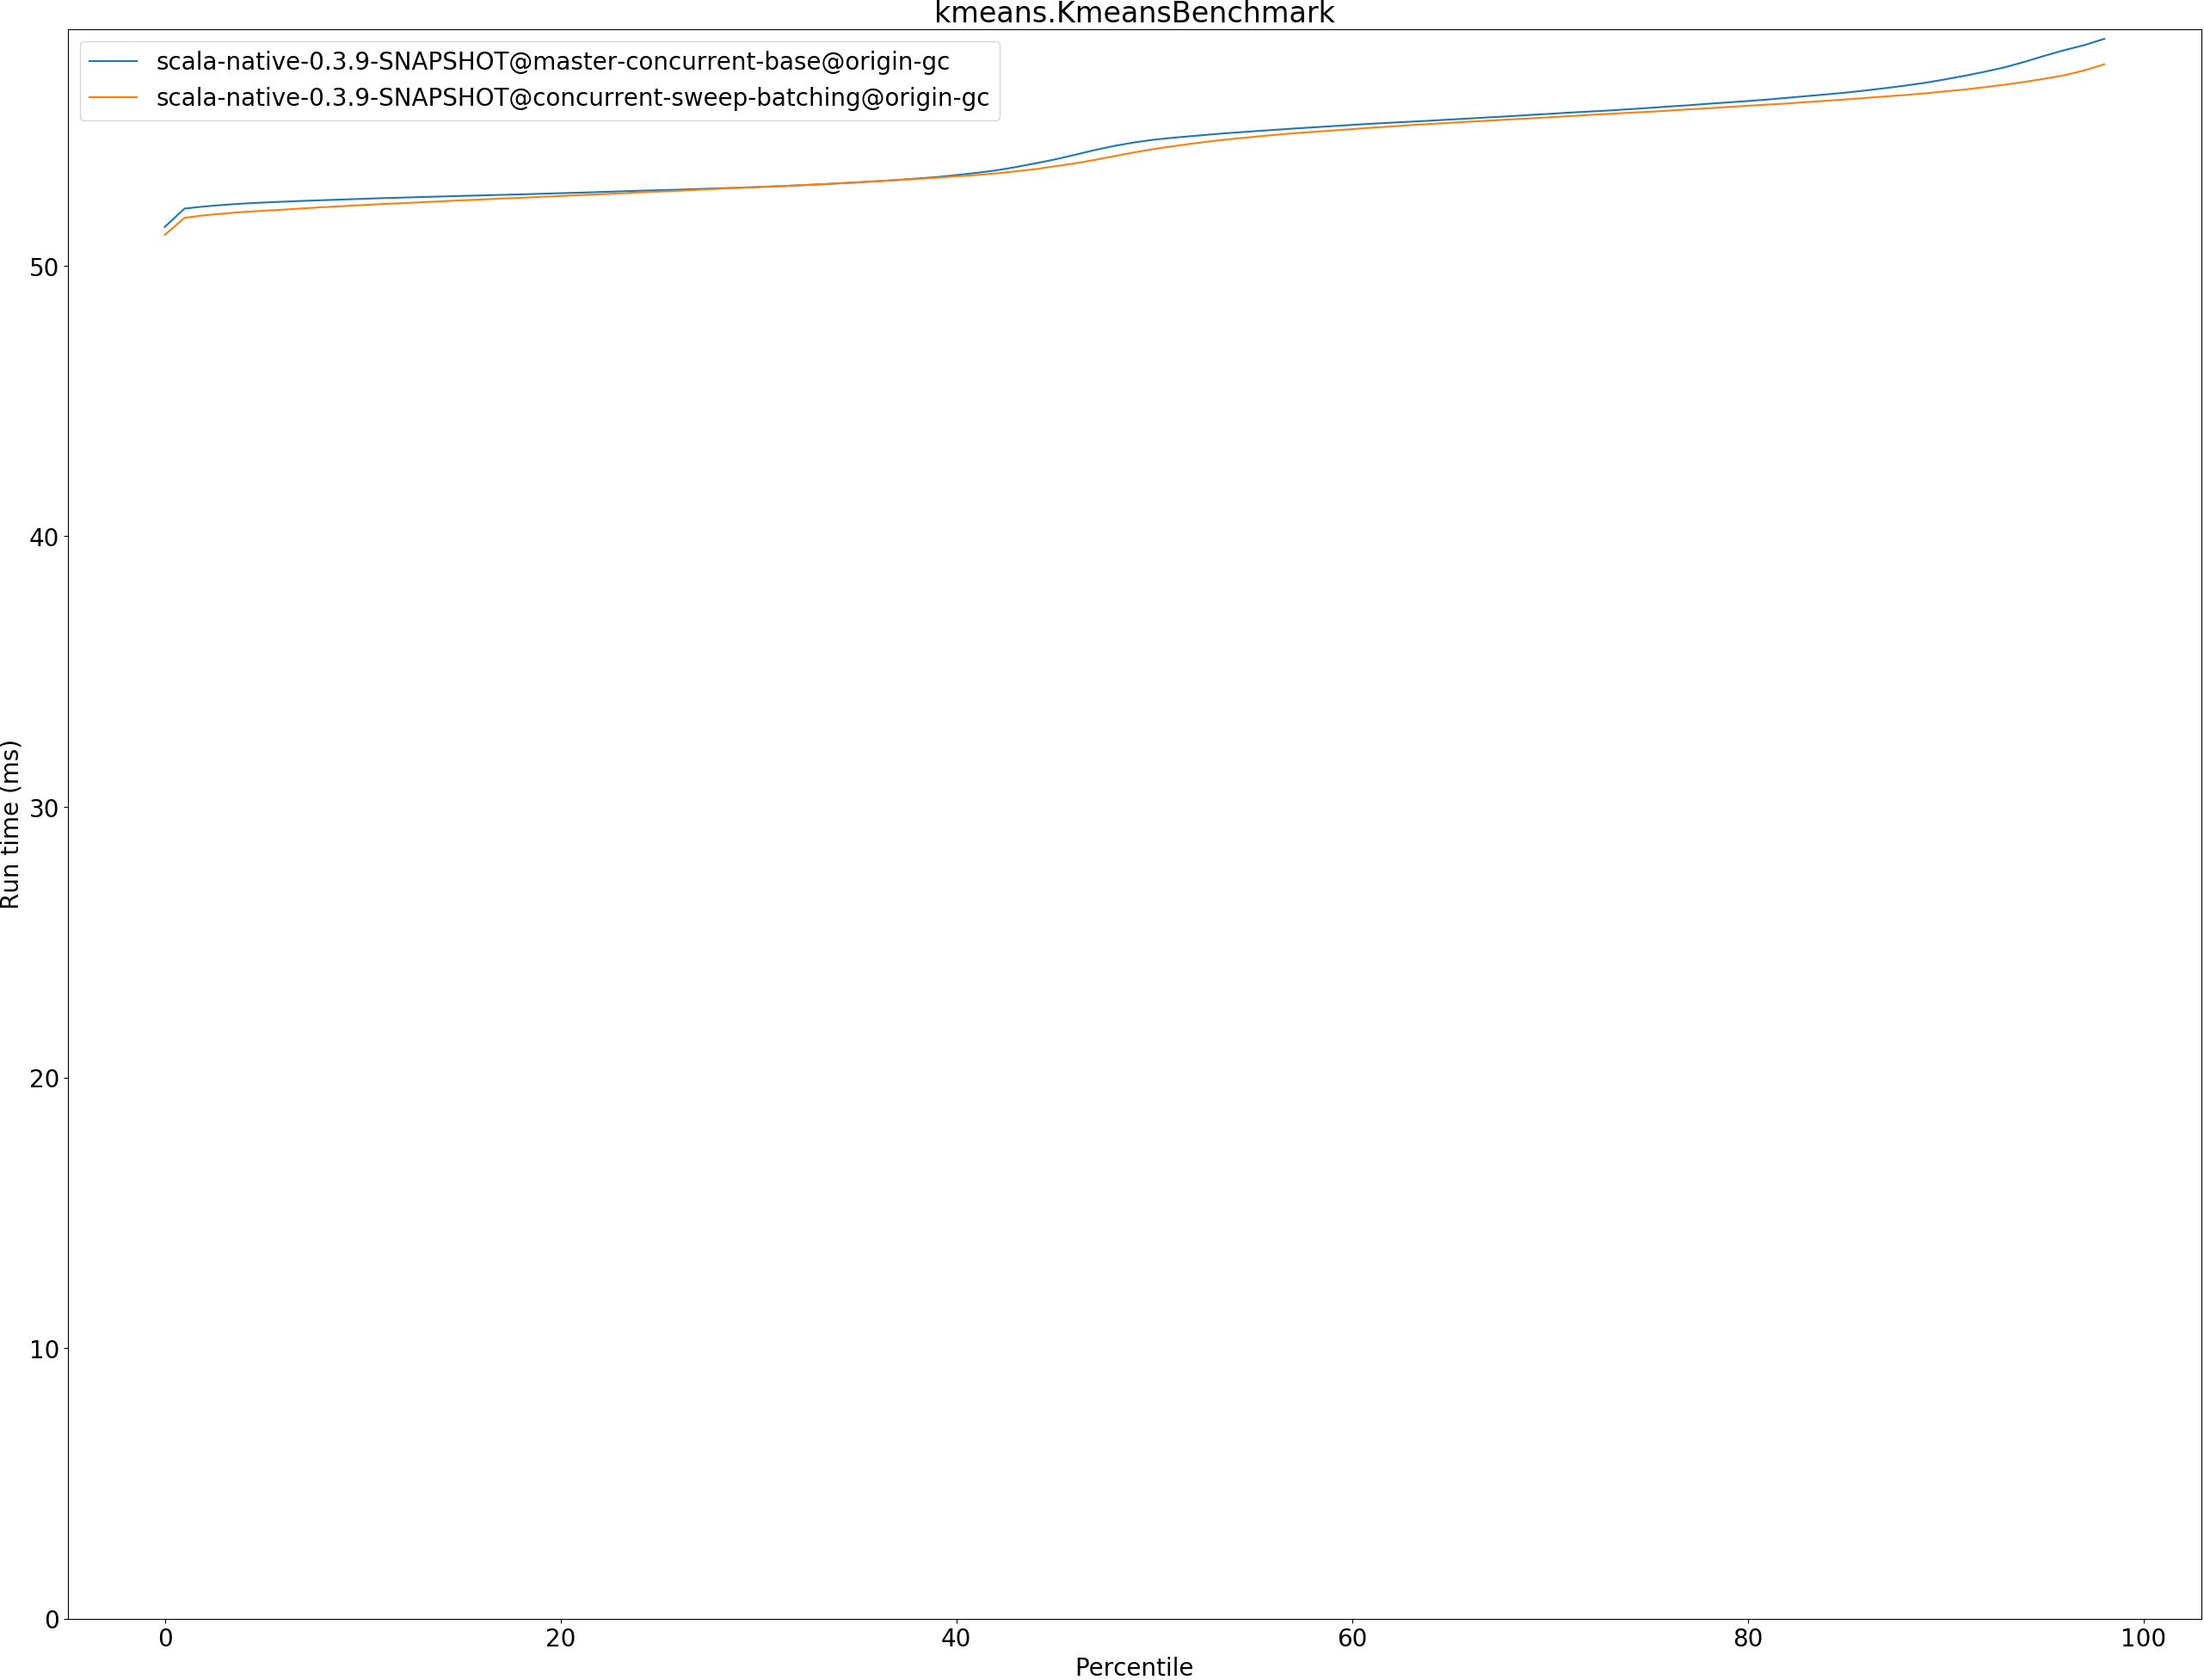 kmeans.KmeansBenchmark
scala-native-0.3.9-SNAPSHOT@master-concurrent-base@origin-gc
scala-native-0.3.9-SNAPSHOT@concurrent-sweep-batching@origin-gc
50
40
30
20
10
0
Run time (ms)
0 20 40 60 80 100
Percentile